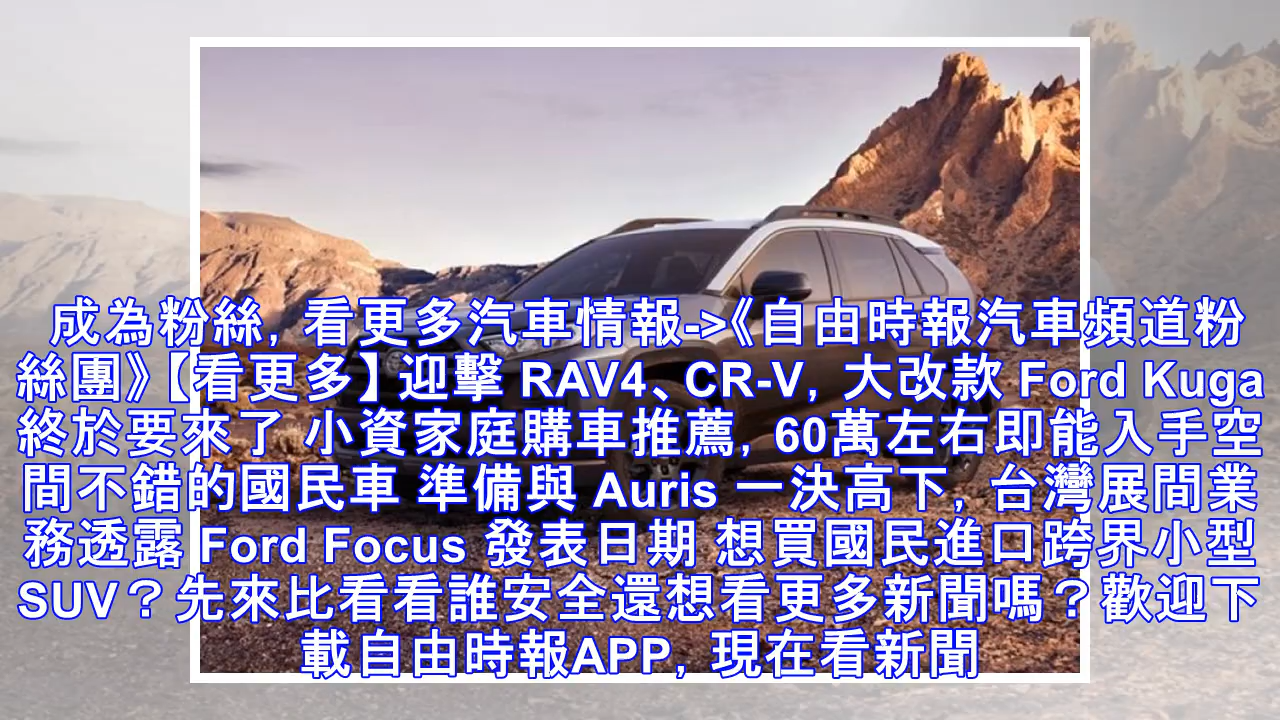 成為粉絲, 看更多汽車情報->《自由時報汽車頻道粉
絲團》【看更多】迎擊 RAV4、CR-V, 大改款 Ford Kuga
終於要來了 小資家庭購車推薦, 60萬左右即能入手空
間不錯的國民車 準備與 Auris 一決高下, 台灣展間業
務透露 Ford Focus 發表日期 想買國民進口跨界小型
SUV？先來比看看誰安全還想看更多新聞嗎？歡迎下
載自由時報APP, 現在看新聞